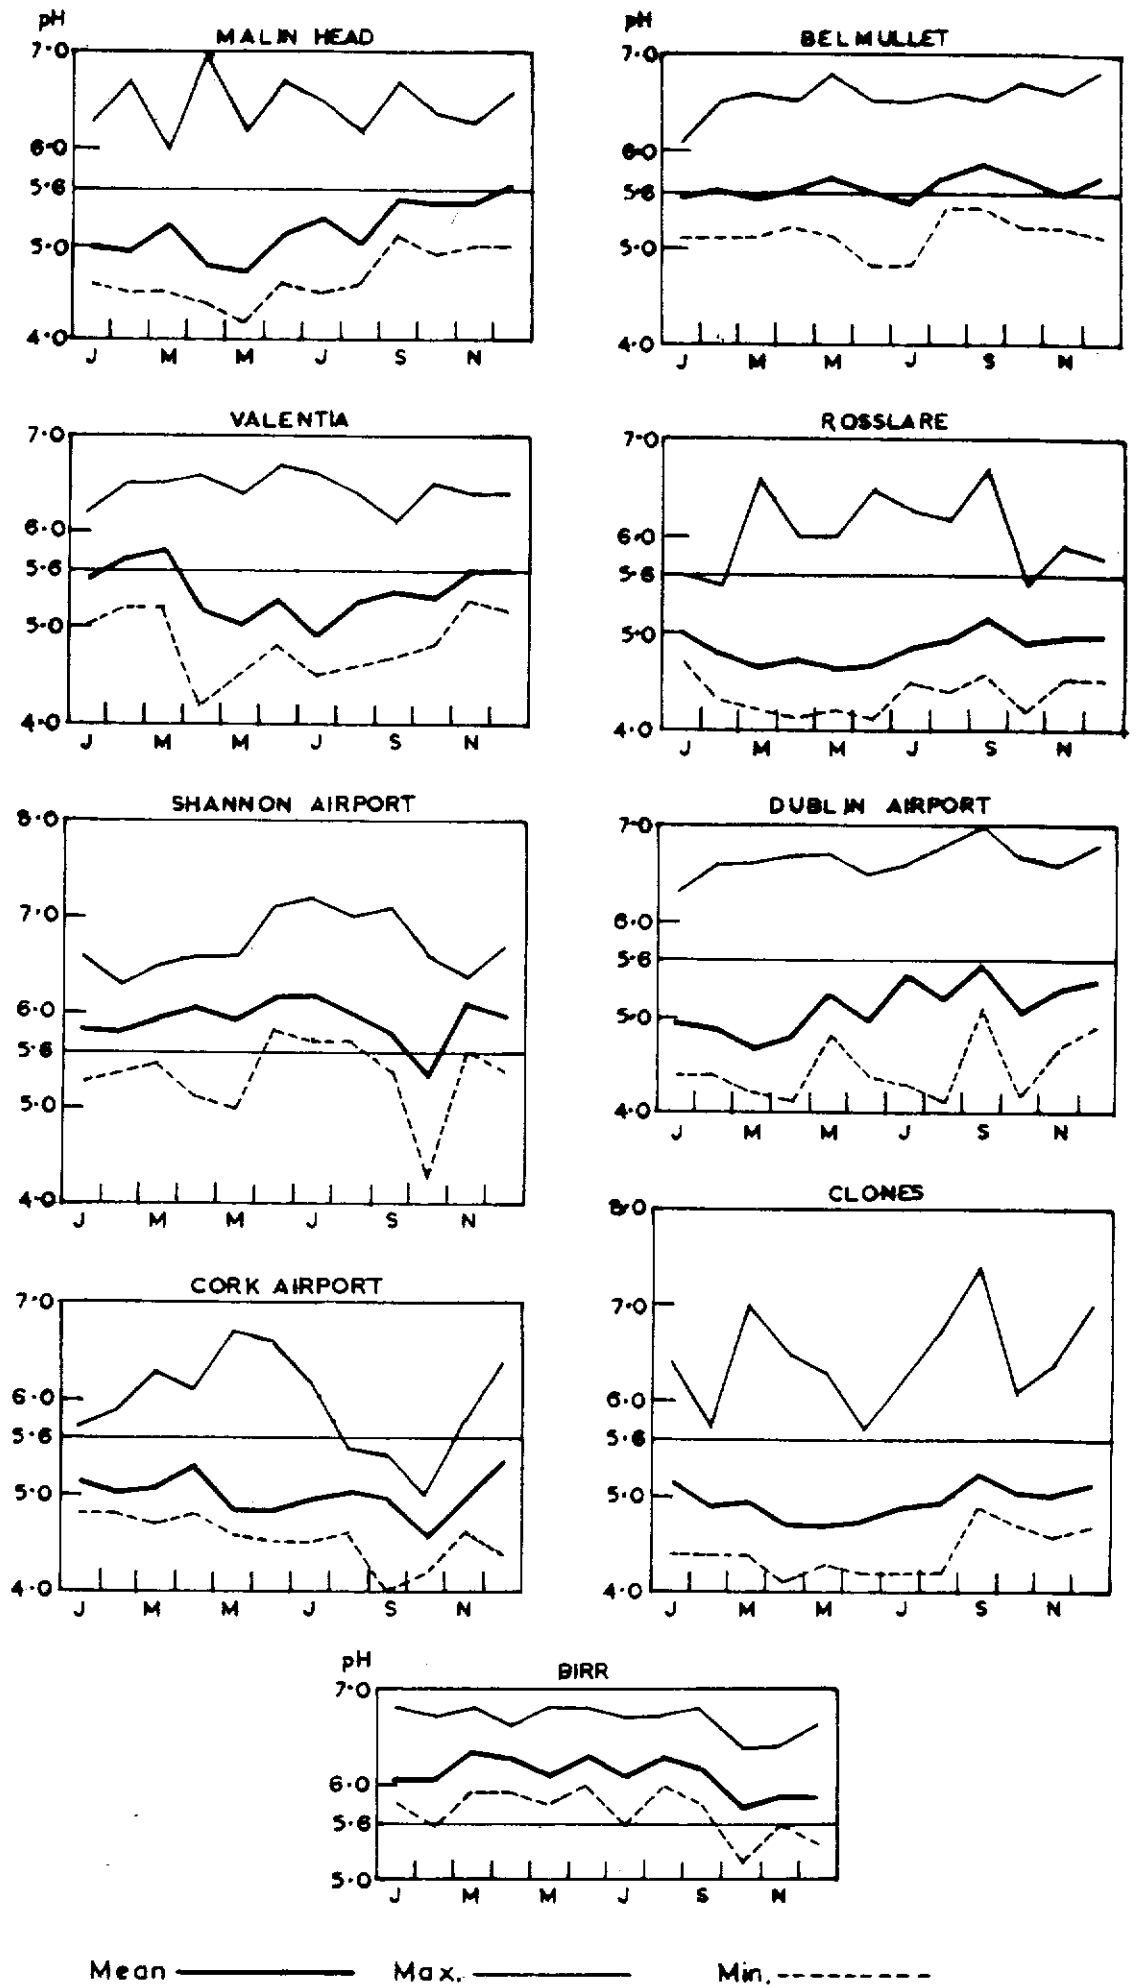 pH
MALIN HEAD
7·0
6·0
5·6
5·0
4·0
J M M J S N
pH
BELMULLET
7·0
6·0
5·6
5·0
4·0
J M M J S N
VALENTIA
7·0
6·0
5·6
5·0
4·0
J M M J S N
ROSSLARE
7·0
6·0
5·6
5·0
4·0
J M M J S N
SHANNON AIRPORT
8·0
7·0
6·0
5·6
5·0
4·0
J M M J S N
DUBLIN AIRPORT
7·0
6·0
5·6
5·0
4·0
J M M J S N
CORK AIRPORT
7·0
6·0
5·6
5·0
4·0
J M M J S N
CLONES
8·0
7·0
6·0
5·6
5·0
4·0
J M M J S N
pH
BIRR
7·0
6·0
5·6
5·0
J M M J S N
Mean Max. Min.